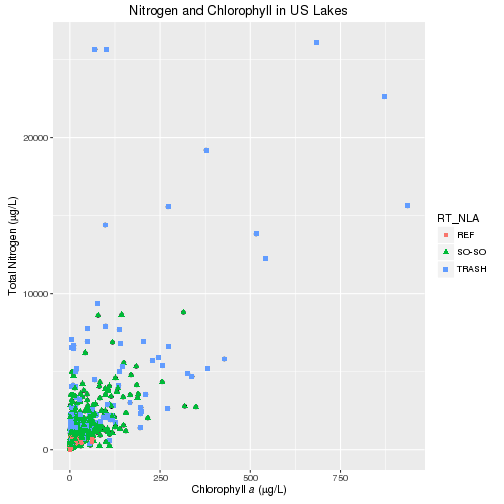 Nitrogen and Chlorophyll in US Lakes
Total Nitrogen (µg/L)
20000
10000
0
0
250
500
750
Chlorophyll a (µg/L)
RT_NLA
REF
SO-SO
TRASH